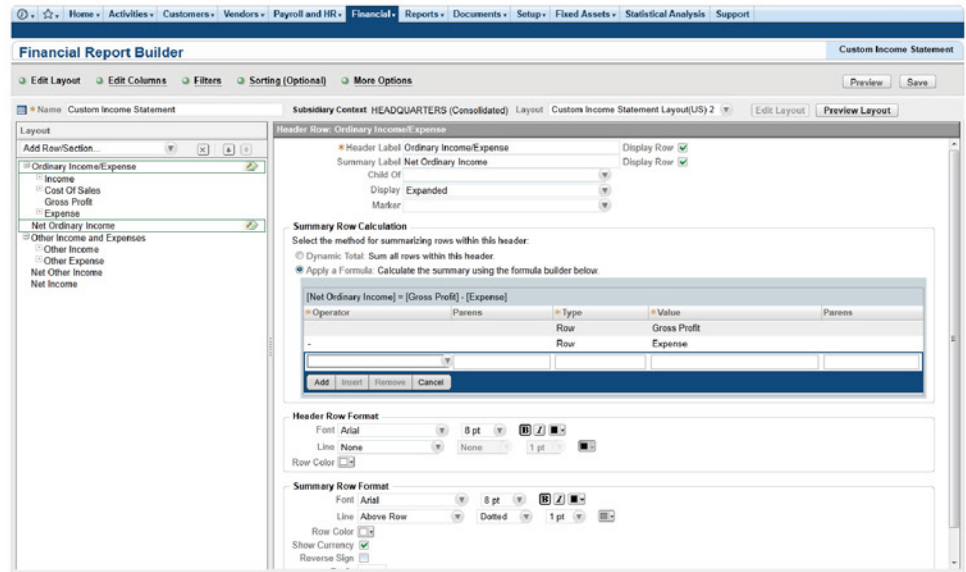 Home Activities Customers Vendors Payroll and HR Financial Reports Documents Setup Fixed Assets Statistical Analysis Support
Financial Report Builder
Custom Income Statement
Edit Layout Edit Columns Filters Sorting (Optional) More Options
Preview Save
* Name Custom Income Statement
Subsidiary Context HEADQUARTERS (Consolidated) Layout Custom Income Statement Layout(US) 2 Edit Layout Preview Layout
Layout
Add Row/Section...
Ordinary Income/Expense
Income
Cost Of Sales
Gross Profit
Expense
Net Ordinary Income
Other Income and Expenses
Other Income
Other Expense
Net Other Income
Net Income
Header Row: Ordinary Income/Expense
* Header Label Ordinary Income/Expense Display Row
Summary Label Net Ordinary Income Display Row
Child Of
Display Expanded
Marker
Summary Row Calculation
Select the method for summarizing rows within this header:
Dynamic Total: Sum all rows within this header.
Apply a Formula: Calculate the summary using the formula builder below.
[Net Ordinary Income] = [Gross Profit] - [Expense]
* Operator Parens * Type * Value Parens
Row Gross Profit
- Row Expense
Add Insert Remove Cancel
Header Row Format
Font Arial 8 pt B I
Line None None 1 pt
Row Color
Summary Row Format
Font Arial 8 pt B I
Line Above Row Dotted 1 pt
Row Color
Show Currency
Reverse Sign